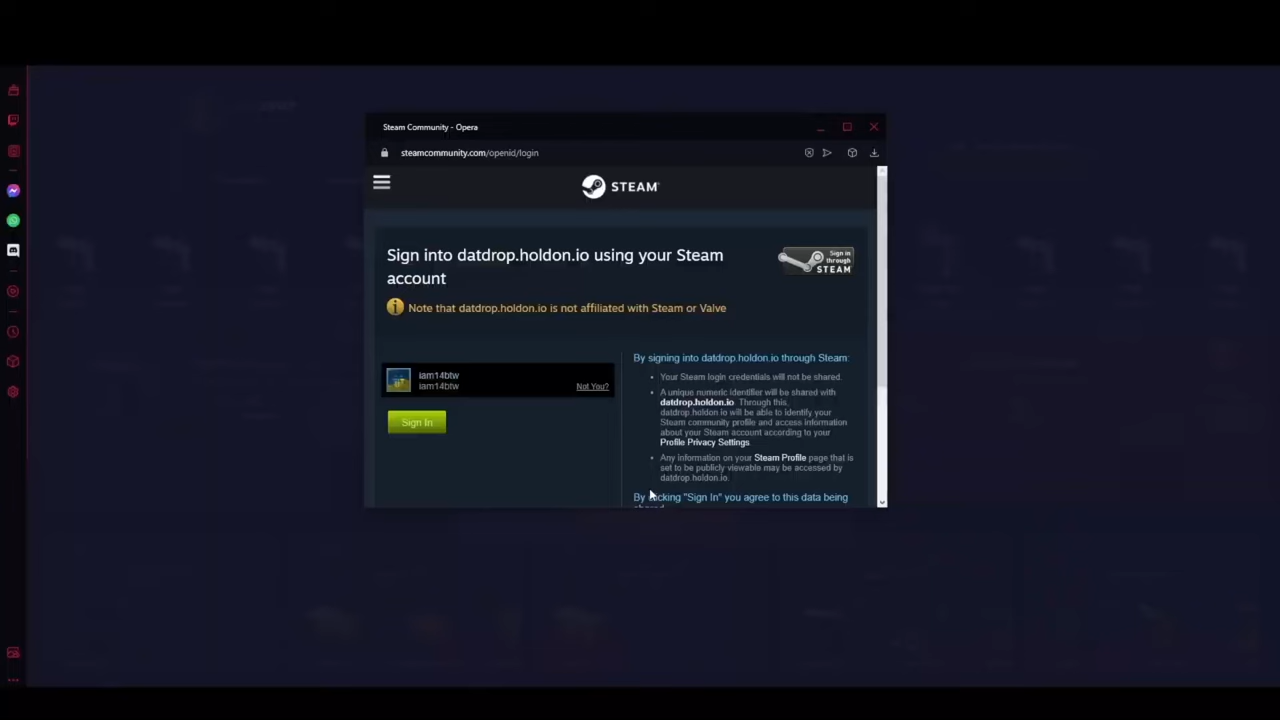 Steam Community - Opera
steamcommunity.com/openid/login
STEAM
Sign into datdrop.holdon.io using your Steam
account
Sign in
through
STEAM
Note that datdrop.holdon.io is not affiliated with Steam or Valve
iam14btw
iam14btw
Not You?
Sign In
By signing into datdrop.holdon.io through Steam:
Your Steam login credentials will not be shared.
A unique numeric identifier will be shared with
datdrop.holdon.io. Through this,
datdrop.holdon.io will be able to identify your
Steam community profile and access information
about your Steam account according to your
Profile Privacy Settings.
Any information on your Steam Profile page that is
set to be publicly viewable may be accessed by
datdrop.holdon.io.
By clicking "Sign In" you agree to this data being
shared.